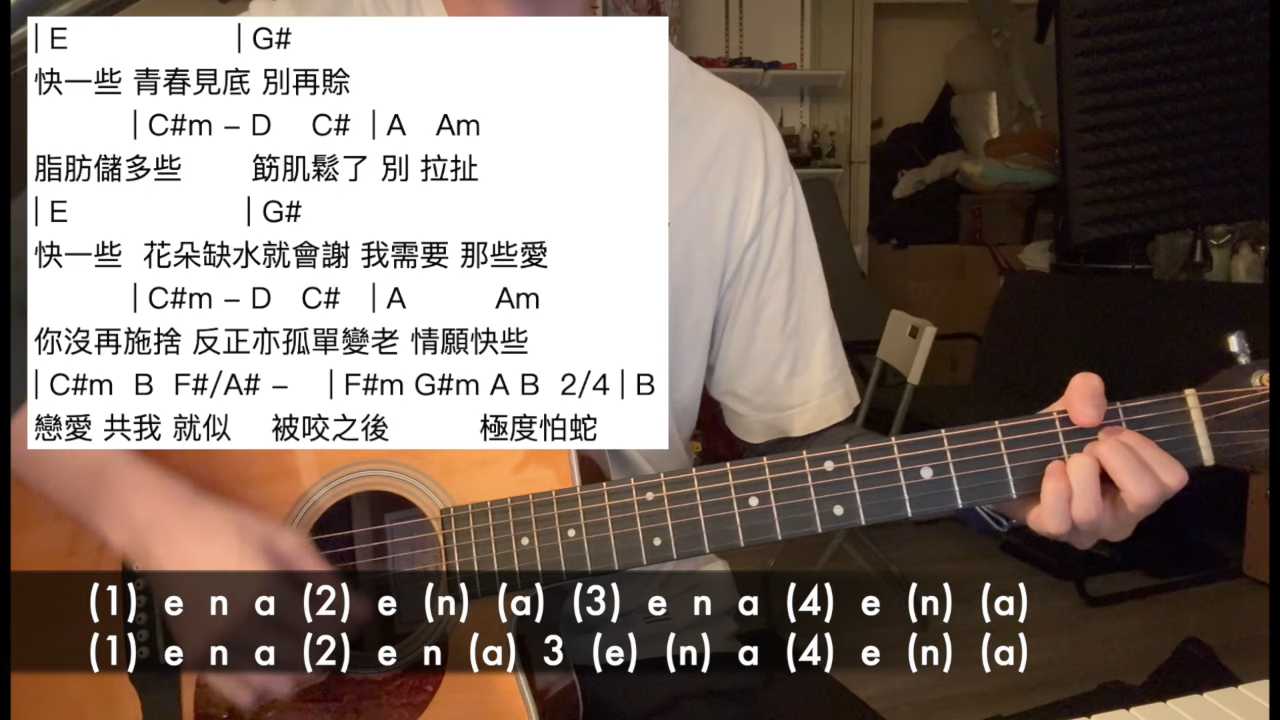 | E | G#
快一些 青春見底 別再賒
| C#m – D C# | A Am
脂肪儲多些 筋肌鬆了 別 拉扯
| E | G#
快一些 花朵缺水就會謝 我需要 那些愛
| C#m – D C# | A Am
你沒再施捨 反正亦孤單變老 情願快些
| C#m B F#/A# – | F#m G#m A B 2/4 | B
戀愛 共我 就似 被咬之後 極度怕蛇
(1) e n a (2) e (n) (a) (3) e n a (4) e (n) (a)
(1) e n a (2) e n (a) 3 (e) (n) a (4) e (n) (a)